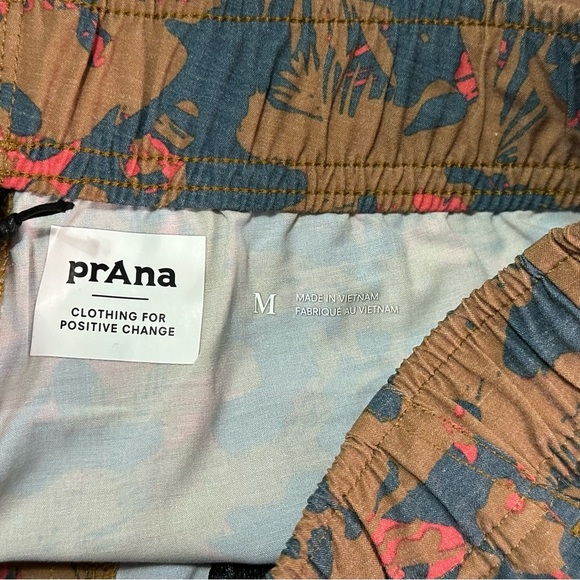 prAna
CLOTHING FOR
POSITIVE CHANGE
M
MADE IN VIETNAM
FABRIQUÉ AU VIETNAM